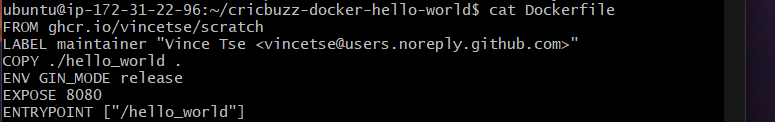 ubuntu@ip-172-31-22-96:~/cricbuzz-docker-hello-world$ cat Dockerfile
FROM ghcr.io/vincetse/scratch
LABEL maintainer "Vince Tse <vincetse@users.noreply.github.com>"
COPY ./hello_world .
ENV GIN_MODE release
EXPOSE 8080
ENTRYPOINT ["/hello_world"]